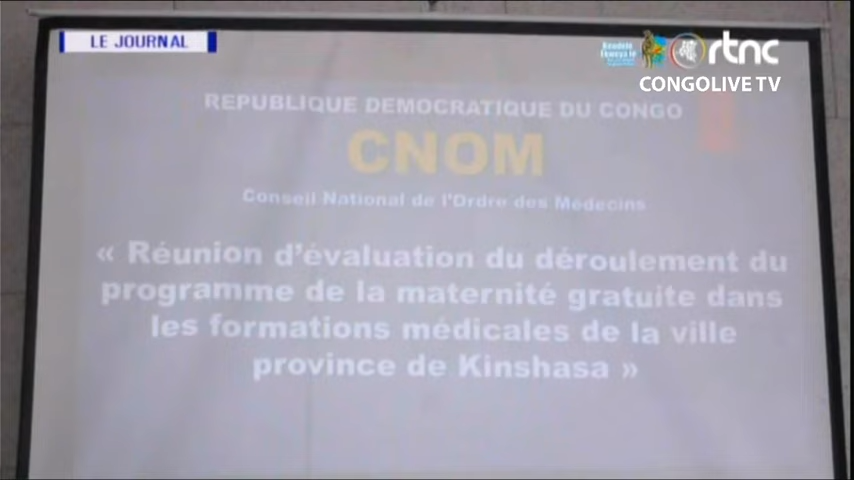 LE JOURNAL
rtnc
CONGOLIVE TV
REPUBLIQUE DEMOCRATIQUE DU CONGO
CNOM
Conseil National de l'Ordre des Médecins
« Réunion d'évaluation du déroulement du
programme de la maternité gratuite dans
les formations médicales de la ville
province de Kinshasa »